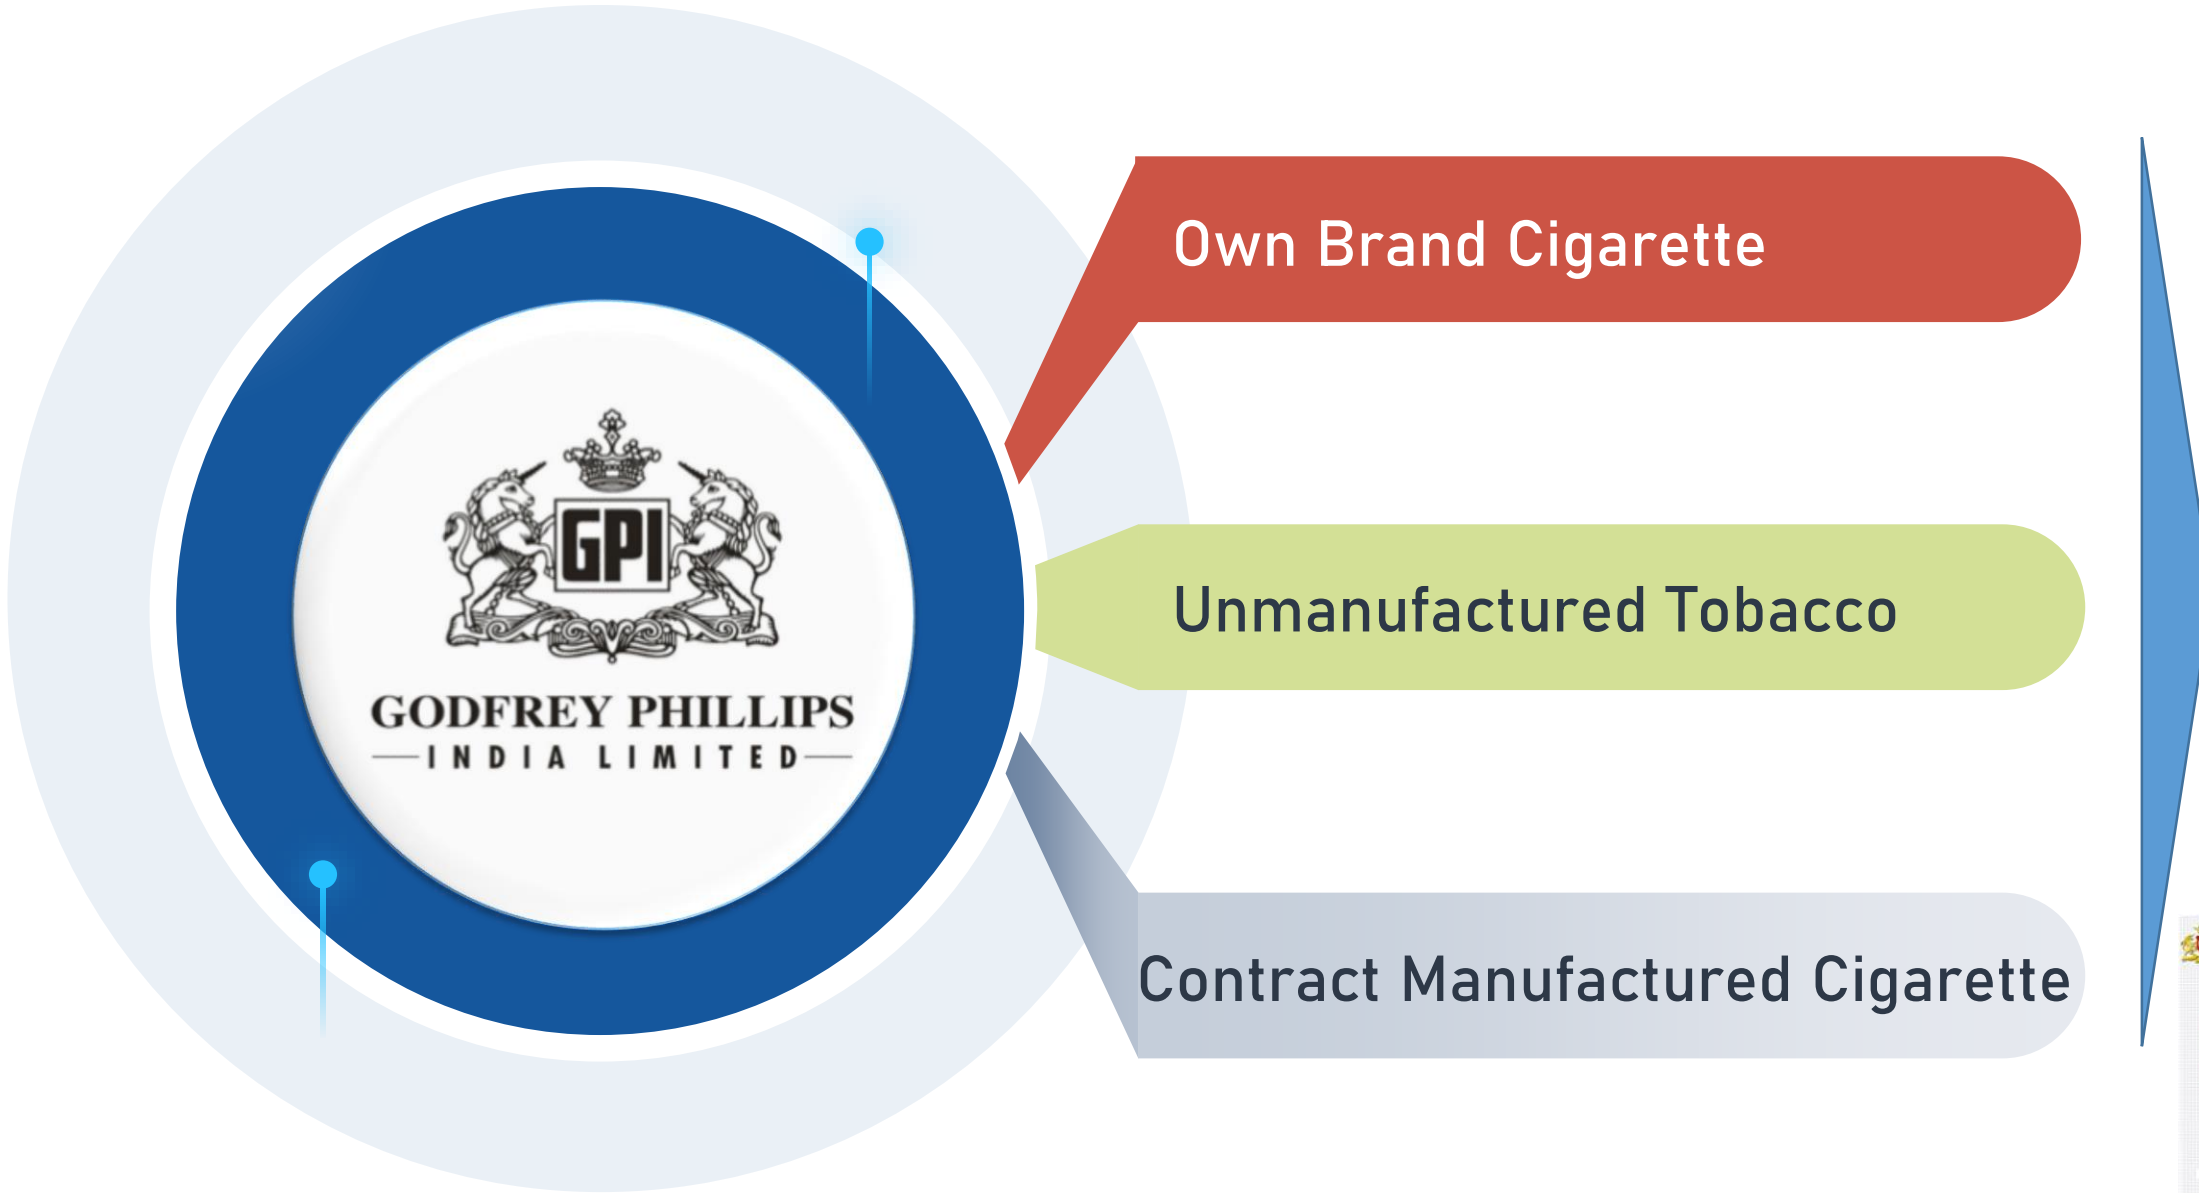 GPI
GODFREY PHILLIPS
INDIA LIMITED
Own Brand Cigarette
Unmanufactured Tobacco
Contract Manufactured Cigarette